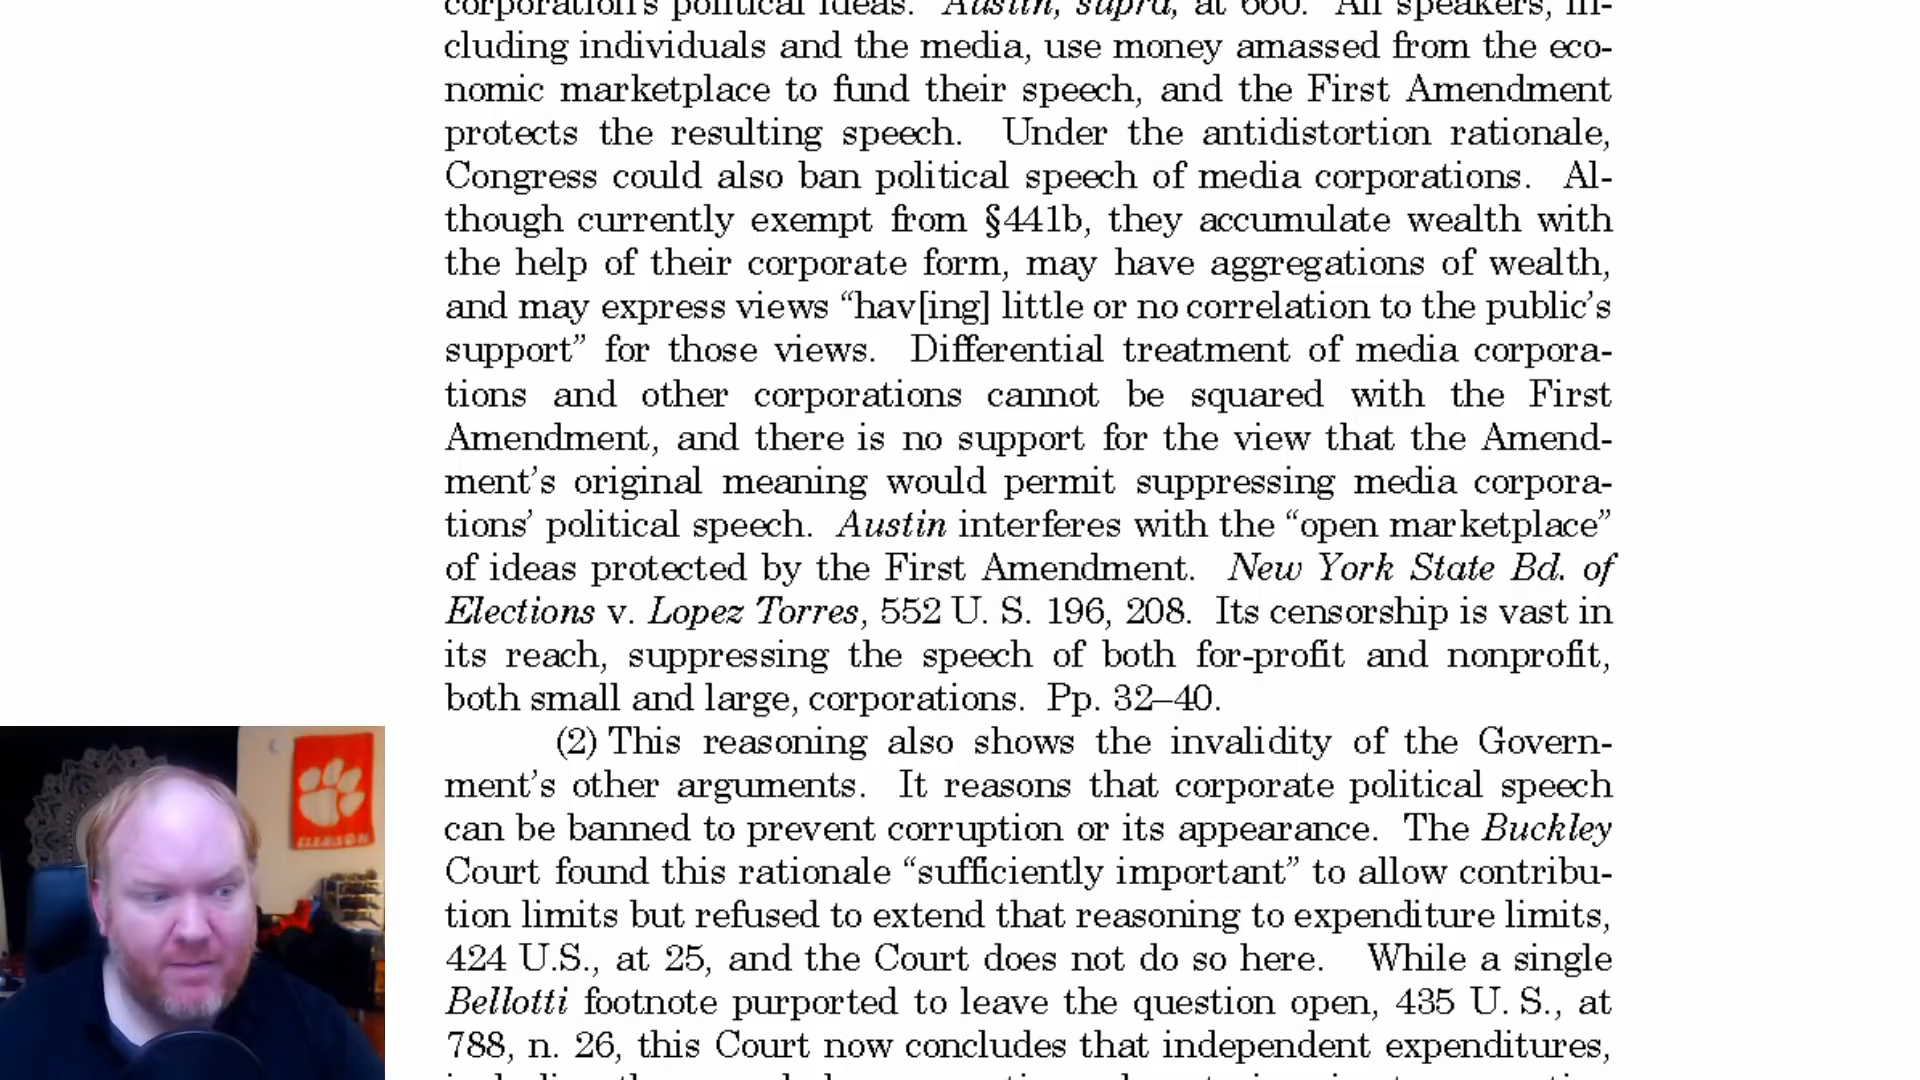 corporation's political ideas. Austin, supra, at 660. All speakers, in-
cluding individuals and the media, use money amassed from the eco-
nomic marketplace to fund their speech, and the First Amendment
protects the resulting speech. Under the antidistortion rationale,
Congress could also ban political speech of media corporations. Al-
though currently exempt from §441b, they accumulate wealth with
the help of their corporate form, may have aggregations of wealth,
and may express views “hav[ing] little or no correlation to the public’s
support” for those views. Differential treatment of media corpora-
tions and other corporations cannot be squared with the First
Amendment, and there is no support for the view that the Amend-
ment’s original meaning would permit suppressing media corpora-
tions’ political speech. Austin interferes with the “open marketplace”
of ideas protected by the First Amendment. New York State Bd. of
Elections v. Lopez Torres, 552 U. S. 196, 208. Its censorship is vast in
its reach, suppressing the speech of both for-profit and nonprofit,
both small and large, corporations. Pp. 32–40.
(2) This reasoning also shows the invalidity of the Govern-
ment’s other arguments. It reasons that corporate political speech
can be banned to prevent corruption or its appearance. The Buckley
Court found this rationale “sufficiently important” to allow contribu-
tion limits but refused to extend that reasoning to expenditure limits,
424 U.S., at 25, and the Court does not do so here. While a single
Bellotti footnote purported to leave the question open, 435 U. S., at
788, n. 26, this Court now concludes that independent expenditures,
CLEMSON